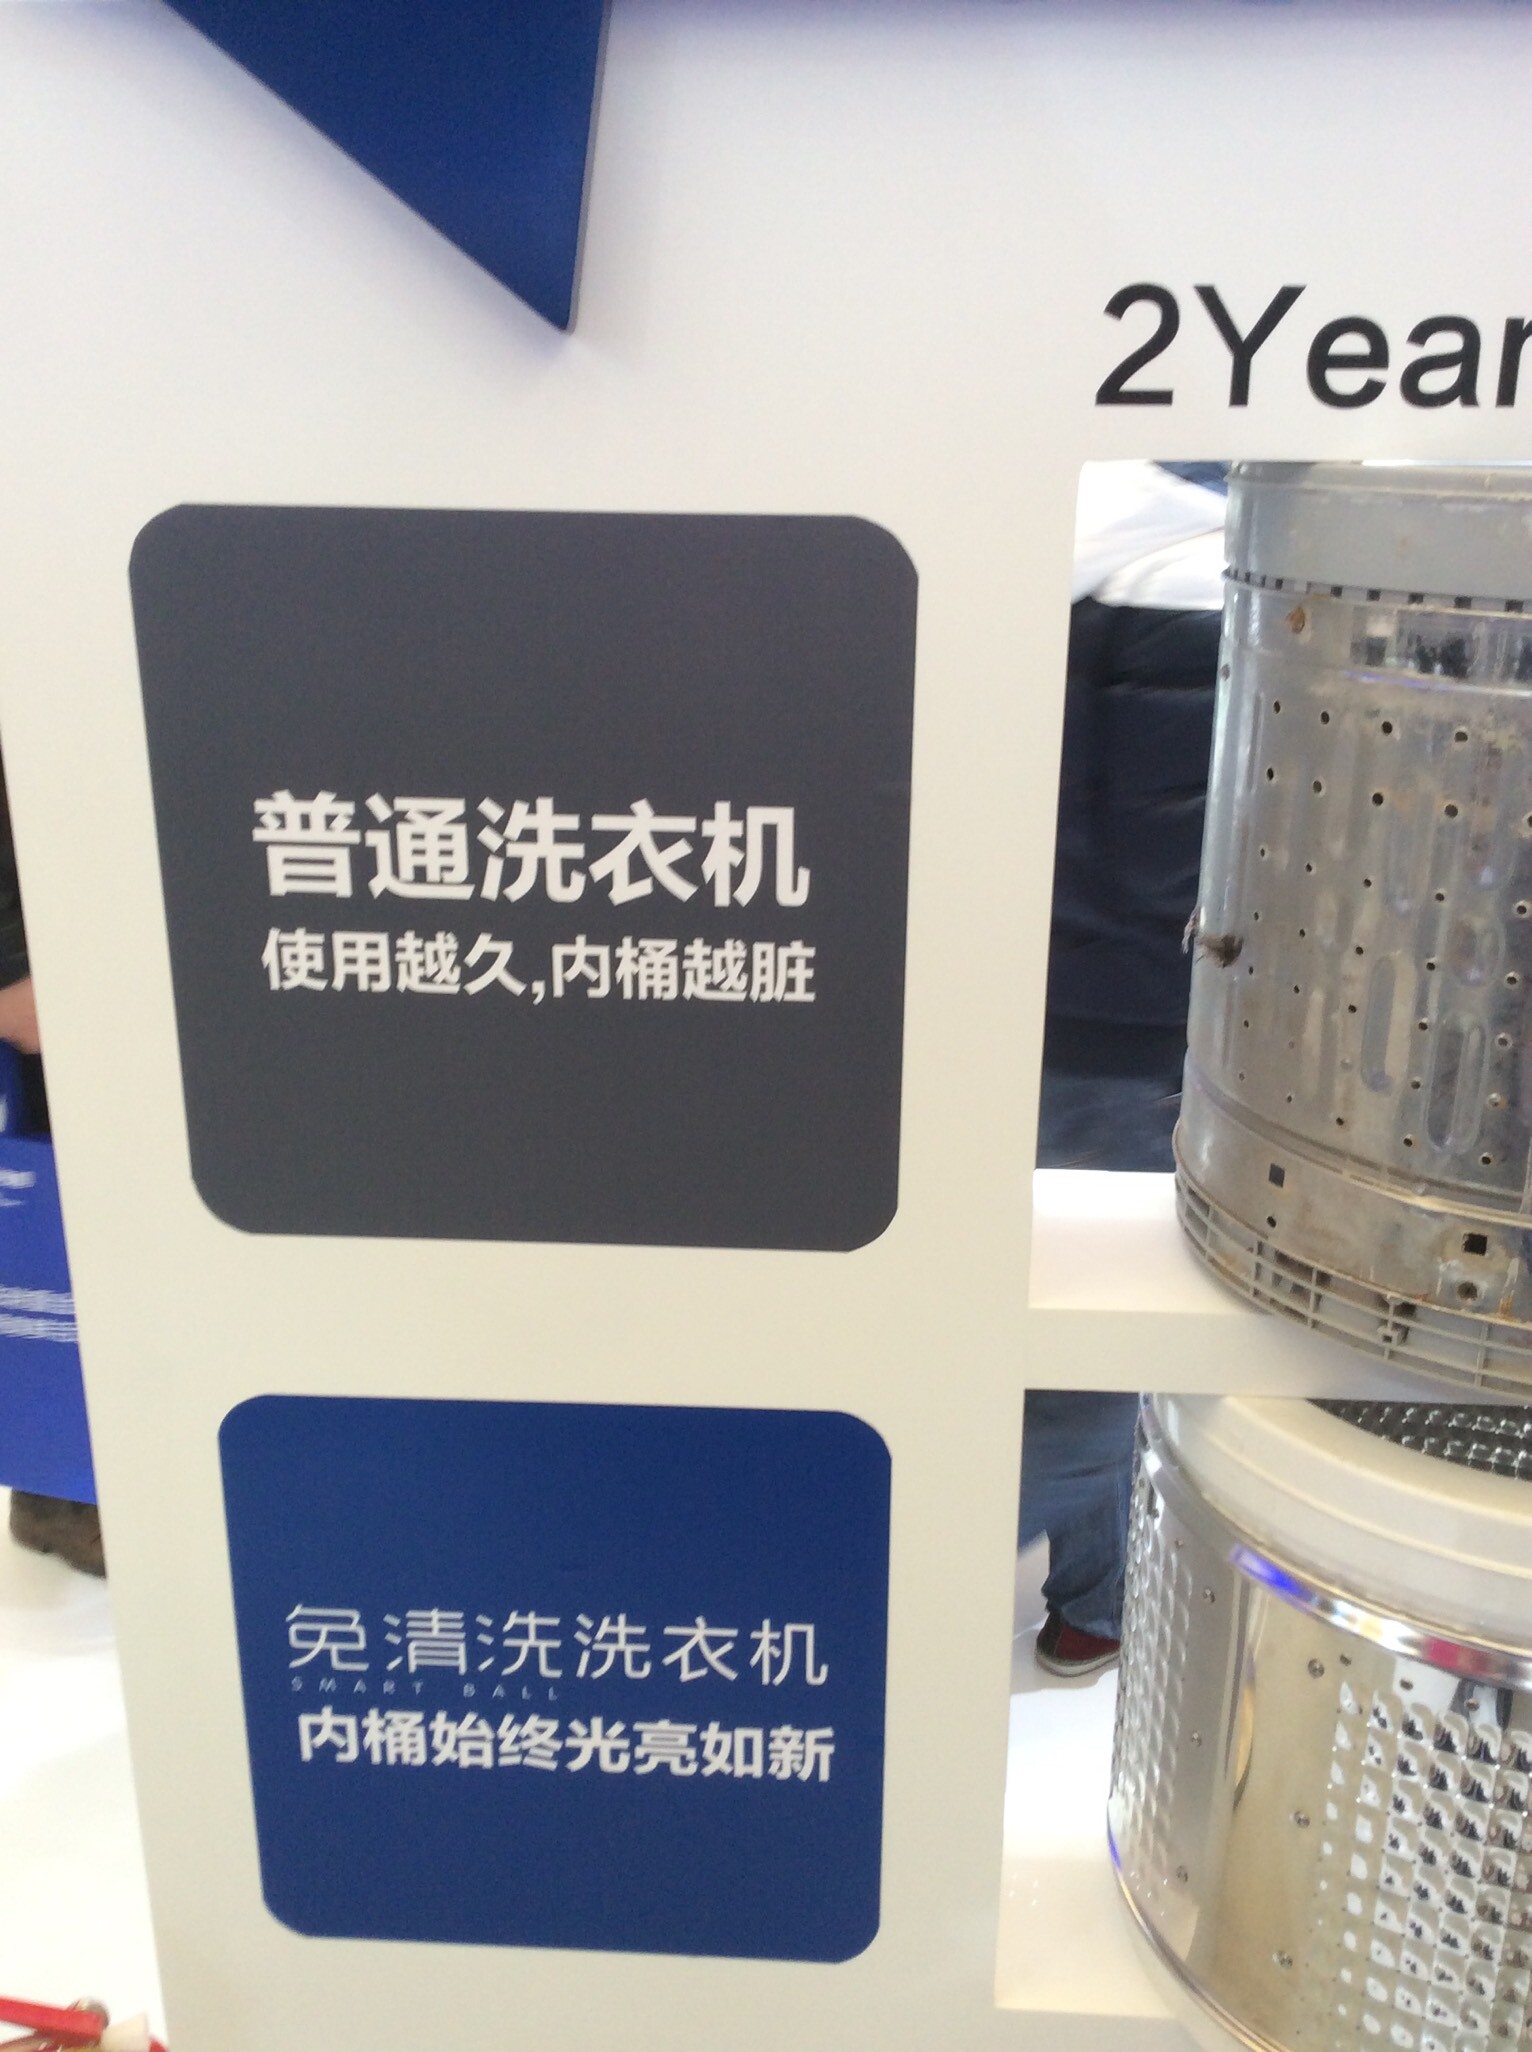 2Year
普通洗衣机
使用越久,内桶越脏
免清洗洗衣机
SMART BALL
内桶始终光亮如新